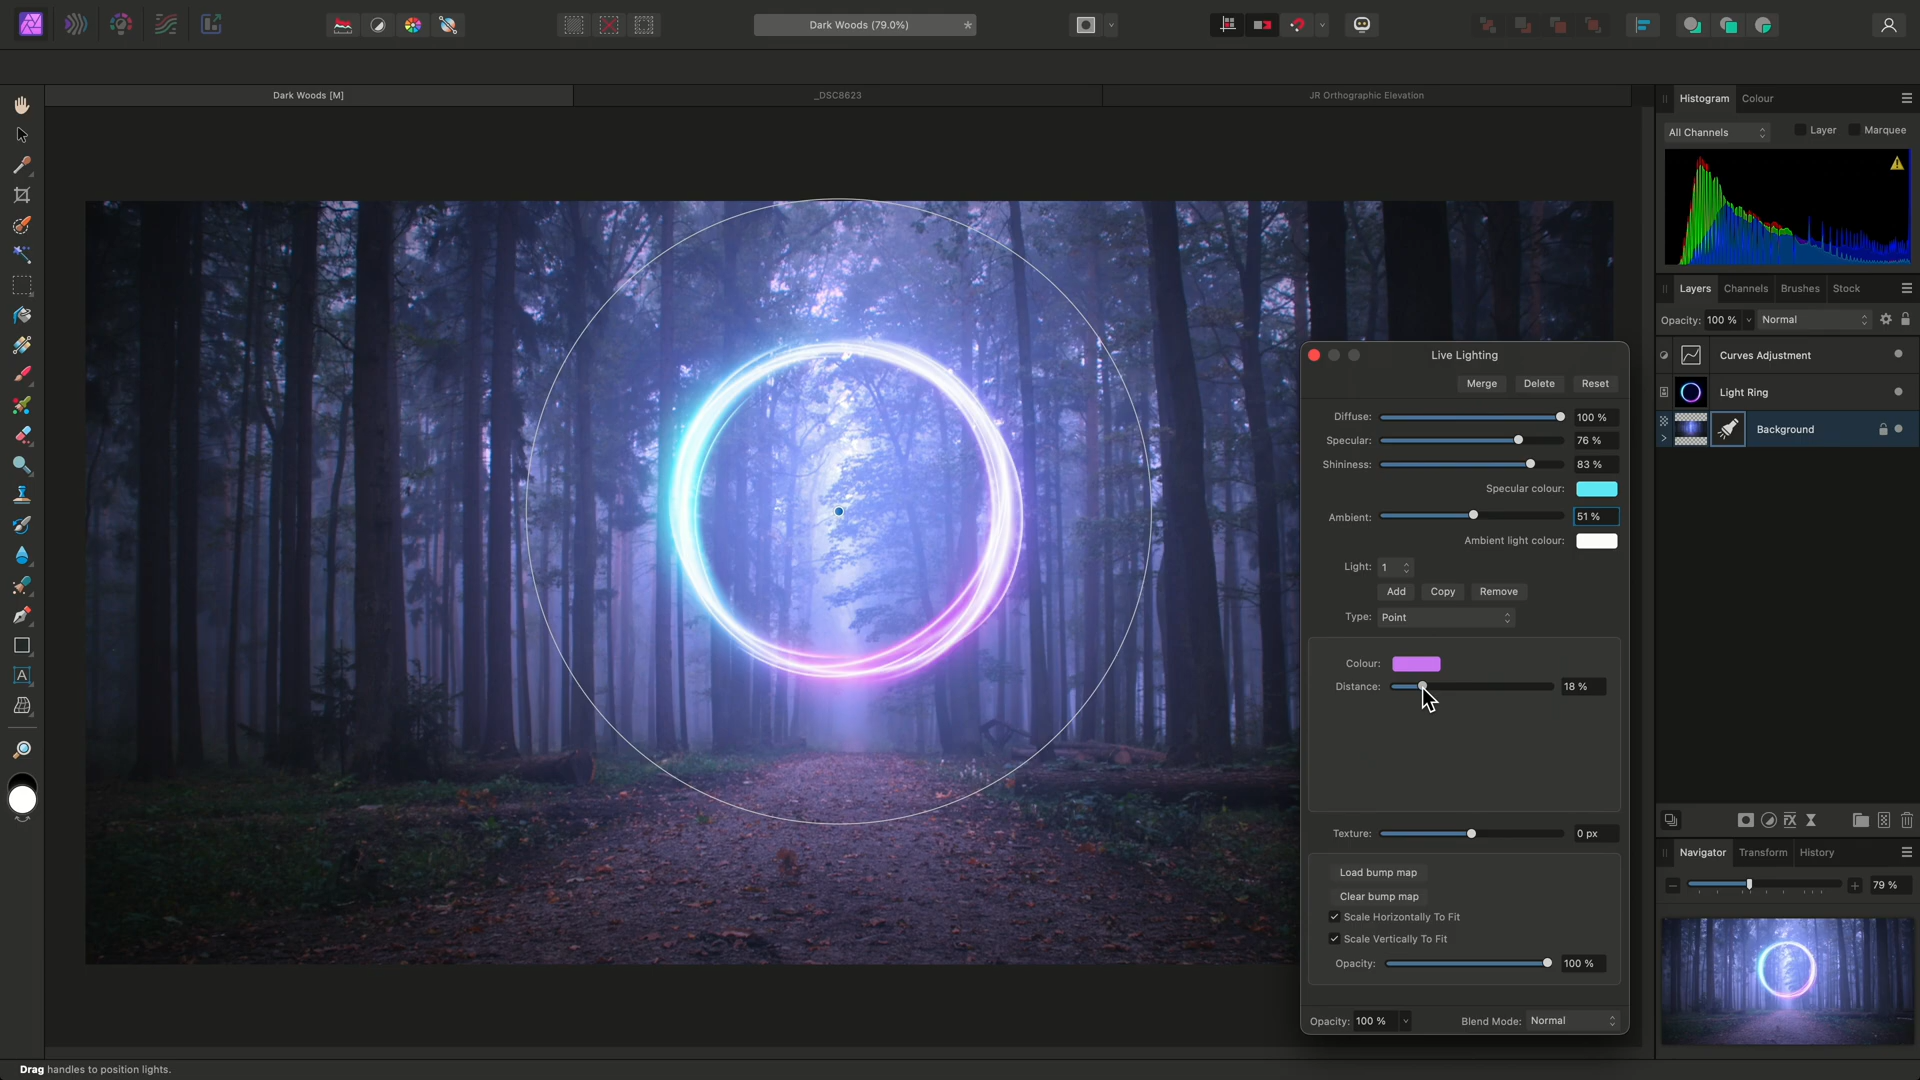 Dark Woods (79.0%) *
Dark Woods [M]
_DSC8623
JR Orthographic Elevation
Histogram Colour
All Channels Layer Marquee
Layers Channels Brushes Stock
Opacity: 100 % Normal
Curves Adjustment
Light Ring
Background
Live Lighting
Merge Delete Reset
Diffuse: 100 %
Specular: 76 %
Shininess: 83 %
Specular colour:
Ambient: 51 %
Ambient light colour:
Light: 1
Add Copy Remove
Type: Point
Colour:
Distance: 18 %
Texture: 0 px
Load bump map
Clear bump map
Scale Horizontally To Fit
Scale Vertically To Fit
Opacity: 100 %
Opacity: 100 % Blend Mode: Normal
FX
Navigator Transform History
79 %
A
Drag handles to position lights.